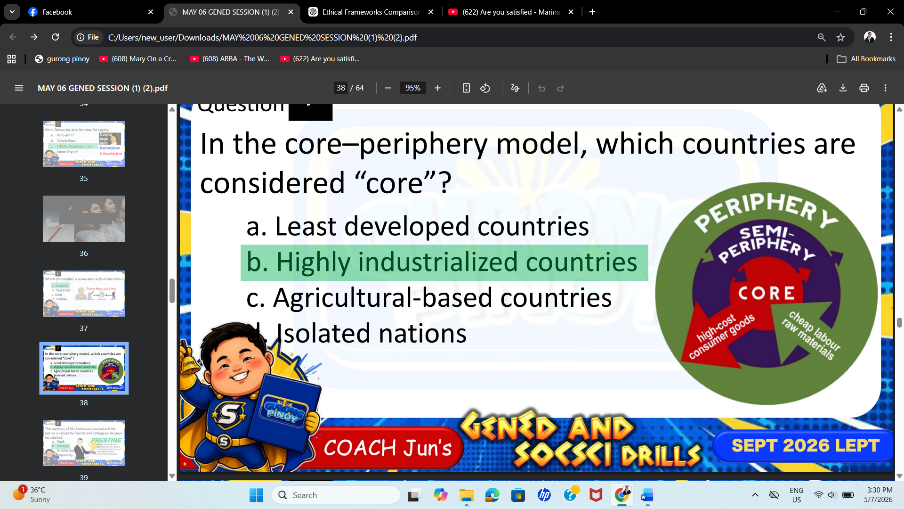 Facebook
MAY 06 GENED SESSION (1) (2).
Ethical Frameworks Comparison
(622) Are you satisfied - Marina
File
C:/Users/new_user/Downloads/MAY%2006%20GENED%20SESSION%20(1)%20(2).pdf
gurong pinoy
(608) Mary On a Cr...
(608) ABBA - The W...
(622) Are you satisfi...
All Bookmarks
MAY 06 GENED SESSION (1) (2).pdf
38 / 64
95%
35
36
37
38
39
Question
In the core–periphery model, which countries are
considered “core”?
a. Least developed countries
b. Highly industrialized countries
c. Agricultural-based countries
d. Isolated nations
PERIPHERY
SEMI-
PERIPHERY
CORE
high-cost
consumer goods
cheap labour
raw materials
S
S
PINOY
COACH Jun's
GENED AND
SOCSCI DRILLS
SEPT 2026 LEPT
1
36°C
Sunny
Search
ENG
US
3:30 PM
5/7/2026